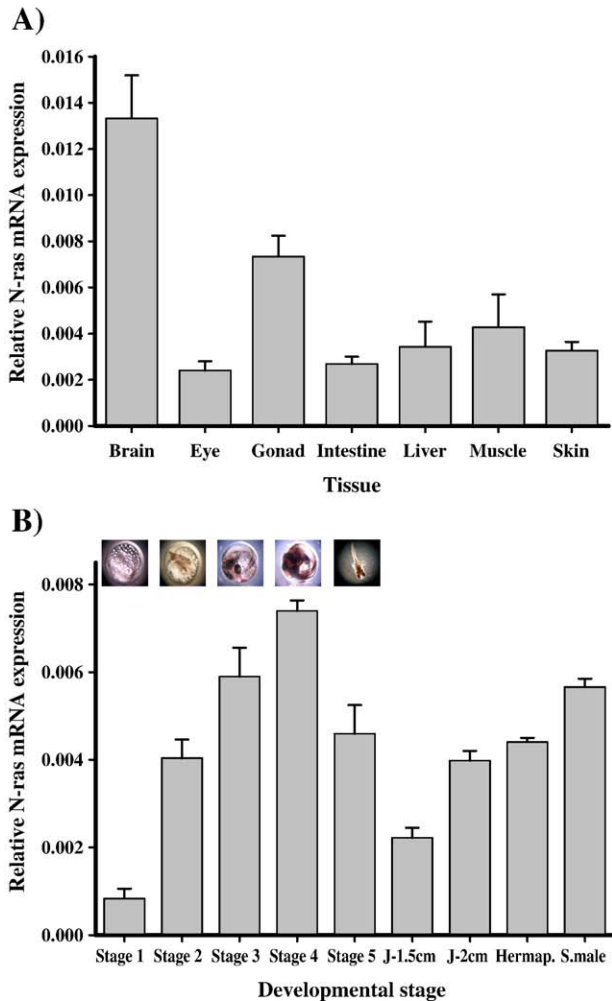 A)
Relative N-ras mRNA expression
0.016
0.014
0.012
0.010
0.008
0.006
0.004
0.002
0.000
Brain Eye Gonad Intestine Liver Muscle Skin
Tissue
B)
Relative N-ras mRNA expression
0.008
0.006
0.004
0.002
0.000
Stage 1 Stage 2 Stage 3 Stage 4 Stage 5 J-1.5cm J-2cm Hermap. S.male
Developmental stage